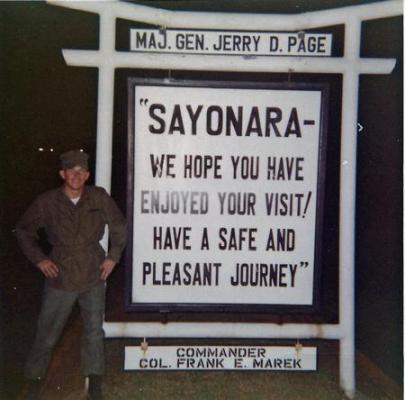 MAJ. GEN. JERRY D. PAGE
"SAYONARA-
WE HOPE YOU HAVE
ENJOYED YOUR VISIT!
HAVE A SAFE AND
PLEASANT JOURNEY"
COMMANDER
COL. FRANK E. MAREK